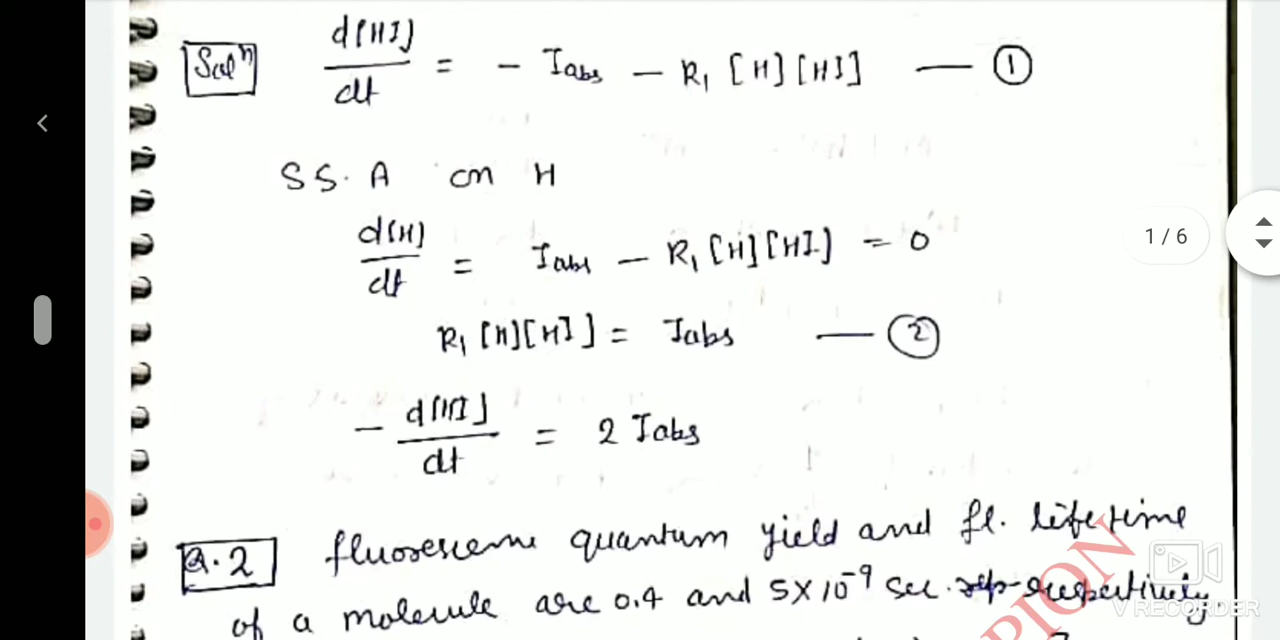 Solⁿ d[HI]/dt = - Iabs - R₁ [H][HI] — ①
S.S. A on H
d[H]/dt = Iabs - R₁ [H][HI] = 0
R₁ [H][HI] = Iabs — ②
- d[HI]/dt = 2 Iabs
1 / 6
Q.2 fluorescence quantum yield and fl. lifetime
of a molecule are 0.4 and 5×10⁻⁹ sec. respectively.
PION
V RECORDER